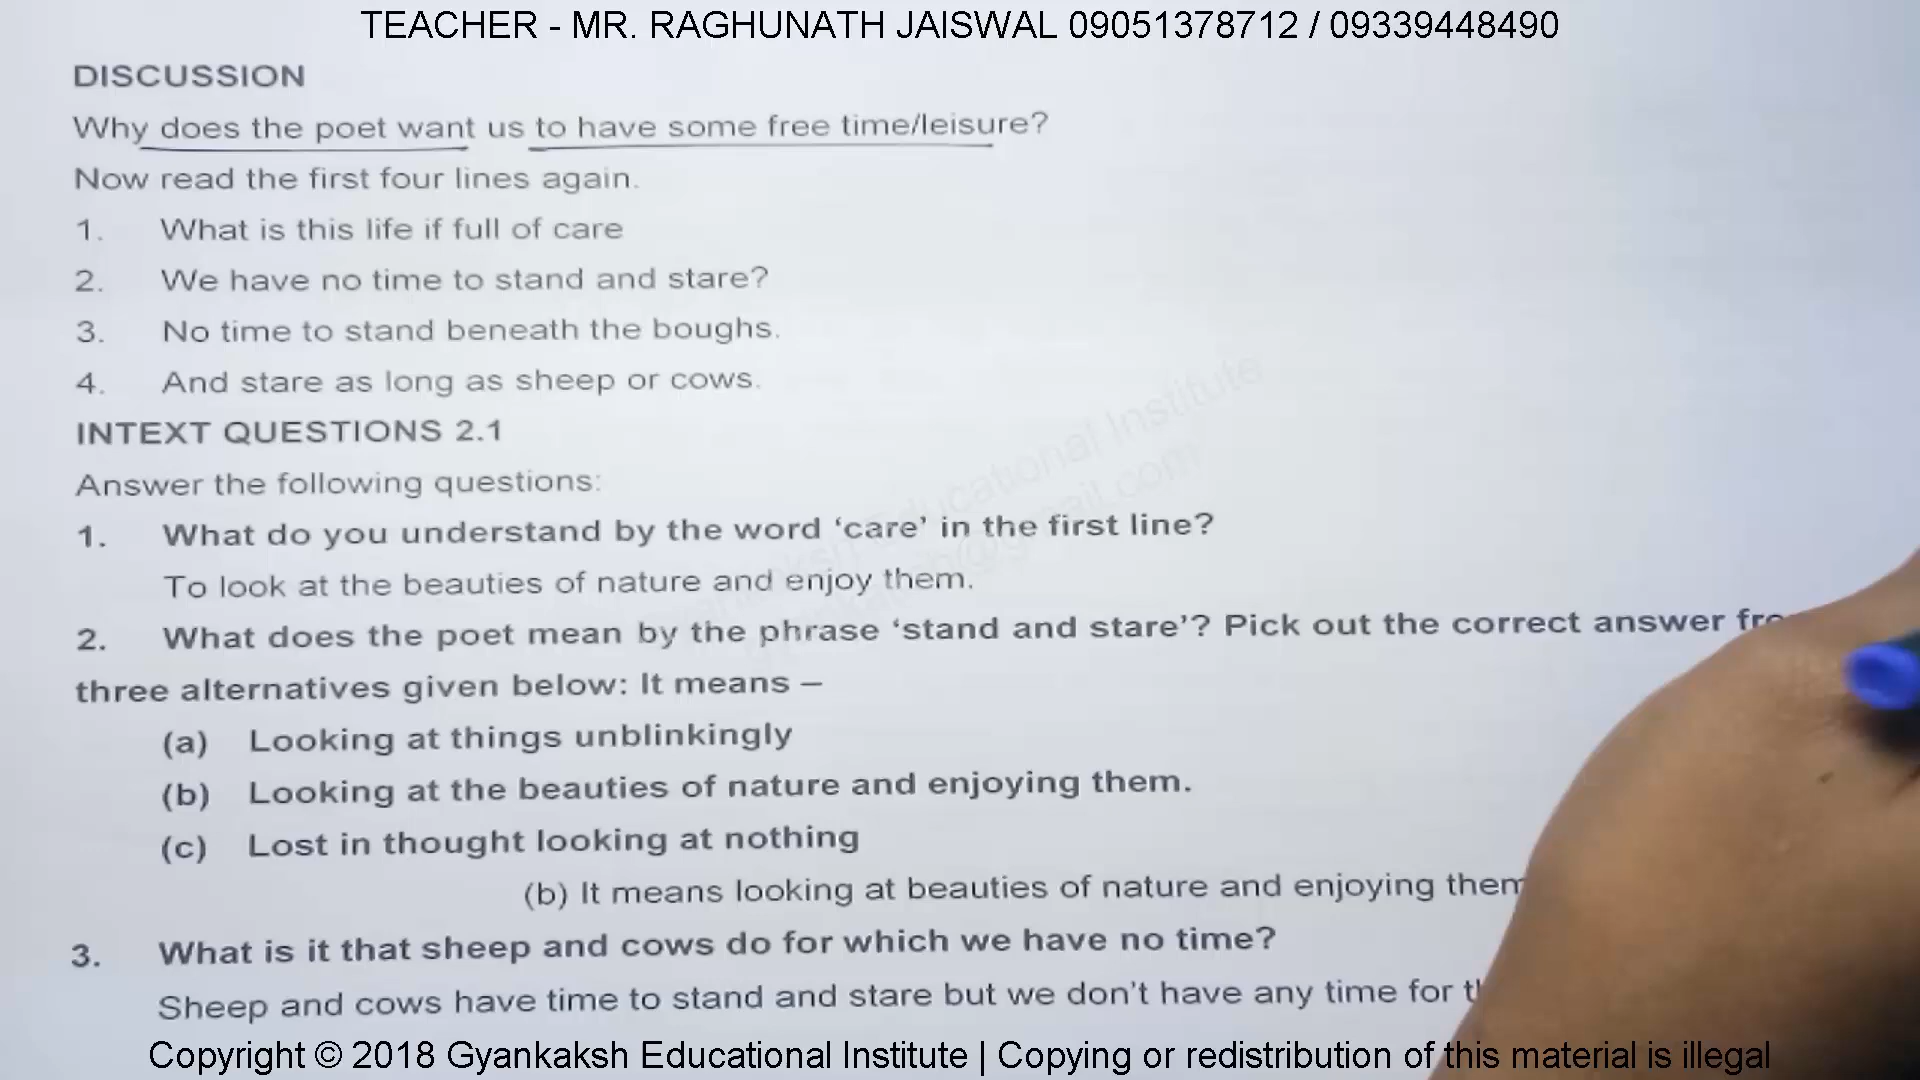 TEACHER - MR. RAGHUNATH JAISWAL 09051378712 / 09339448490
DISCUSSION
Why does the poet want us to have some free time/leisure?
Now read the first four lines again.
1. What is this life if full of care
2. We have no time to stand and stare?
3. No time to stand beneath the boughs.
4. And stare as long as sheep or cows.
INTEXT QUESTIONS 2.1
Answer the following questions:
1. What do you understand by the word ‘care’ in the first line?
To look at the beauties of nature and enjoy them.
2. What does the poet mean by the phrase ‘stand and stare’? Pick out the correct answer
three alternatives given below: It means –
(a) Looking at things unblinkingly
(b) Looking at the beauties of nature and enjoying them.
(c) Lost in thought looking at nothing
(b) It means looking at beauties of nature and enjoying
3. What is it that sheep and cows do for which we have no time?
Sheep and cows have time to stand and stare but we don't have any time for
Copyright © 2018 Gyankaksh Educational Institute | Copying or redistribution of this material is illegal
Gyankaksh Educational Institute